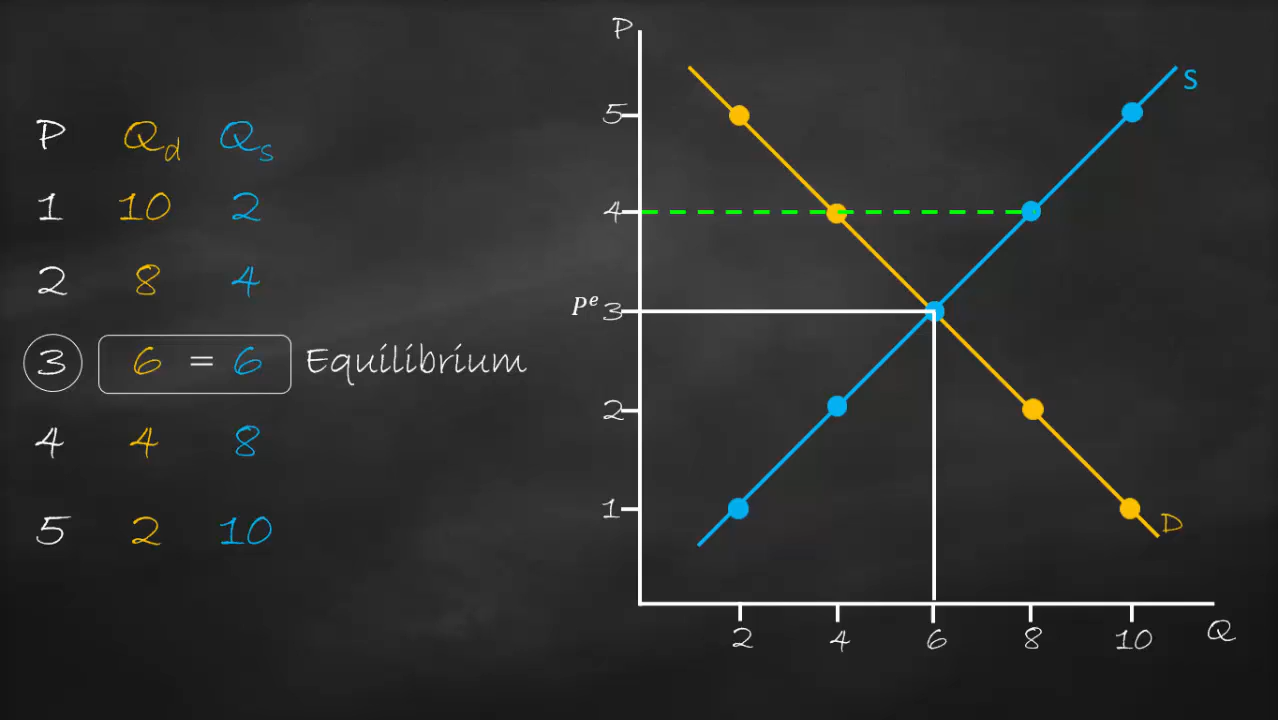 P Qd Qs
1 10 2
2 8 4
3 6 = 6 Equilibrium
4 4 8
5 2 10
P
S
5
4
Pᵉ 3
2
1
D
2 4 6 8 10 Q